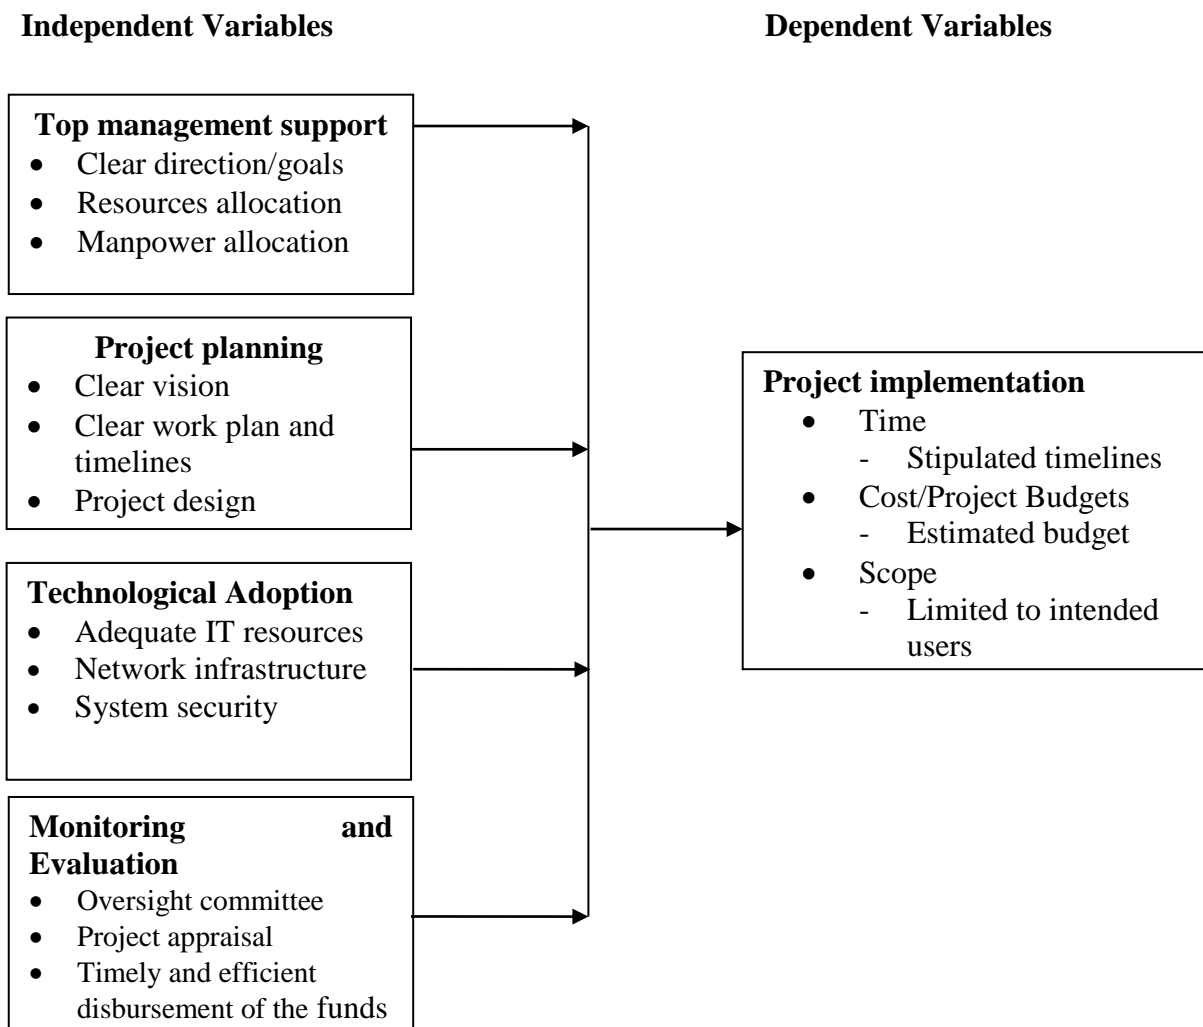 Independent Variables
Dependent Variables
Top management support
• Clear direction/goals
• Resources allocation
• Manpower allocation
Project planning
• Clear vision
• Clear work plan and
timelines
• Project design
Technological Adoption
• Adequate IT resources
• Network infrastructure
• System security
Monitoring and
Evaluation
• Oversight committee
• Project appraisal
• Timely and efficient
disbursement of the funds
Project implementation
• Time
- Stipulated timelines
• Cost/Project Budgets
- Estimated budget
• Scope
- Limited to intended
users